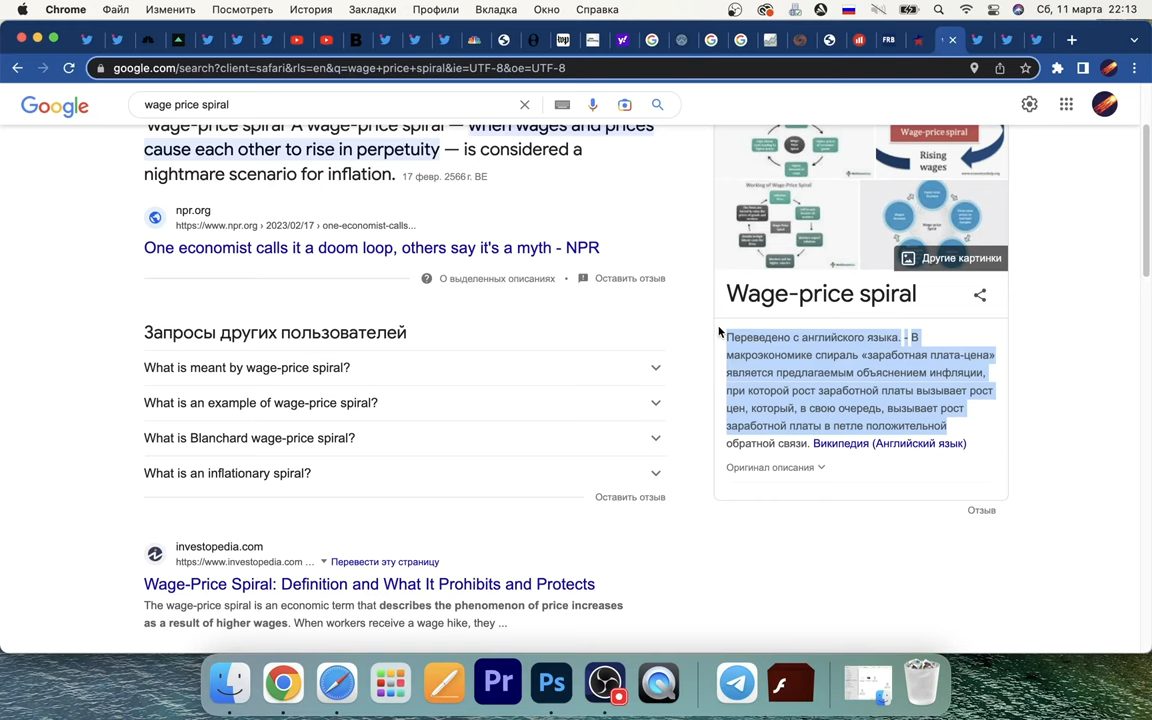 Chrome Файл Изменить Посмотреть История Закладки Профили Вкладка Окно Справка Сб, 11 марта 22:13
google.com/search?client=safari&rls=en&q=wage+price+spiral&ie=UTF-8&oe=UTF-8
Google
wage price spiral
wage-price spiral A wage-price spiral — when wages and prices
cause each other to rise in perpetuity — is considered a
nightmare scenario for inflation. 17 февр. 2566 г. BE
npr.org
https://www.npr.org › 2023/02/17 › one-economist-calls...
One economist calls it a doom loop, others say it's a myth - NPR
О выделенных описаниях • Оставить отзыв
Запросы других пользователей
What is meant by wage-price spiral?
What is an example of wage-price spiral?
What is Blanchard wage-price spiral?
What is an inflationary spiral?
Оставить отзыв
investopedia.com
https://www.investopedia.com ... Перевести эту страницу
Wage-Price Spiral: Definition and What It Prohibits and Protects
The wage-price spiral is an economic term that describes the phenomenon of price increases
as a result of higher wages. When workers receive a wage hike, they ...
Wage-price spiral
Rising
wages
Working of Wage Price Spiral
Другие картинки
Wage-price spiral
Переведено с английского языка. - В
макроэкономике спираль «заработная плата-цена»
является предлагаемым объяснением инфляции,
при которой рост заработной платы вызывает рост
цен, который, в свою очередь, вызывает рост
заработной платы в петле положительной
обратной связи. Википедия (Английский язык)
Оригинал описания
Отзыв
Pr
Ps